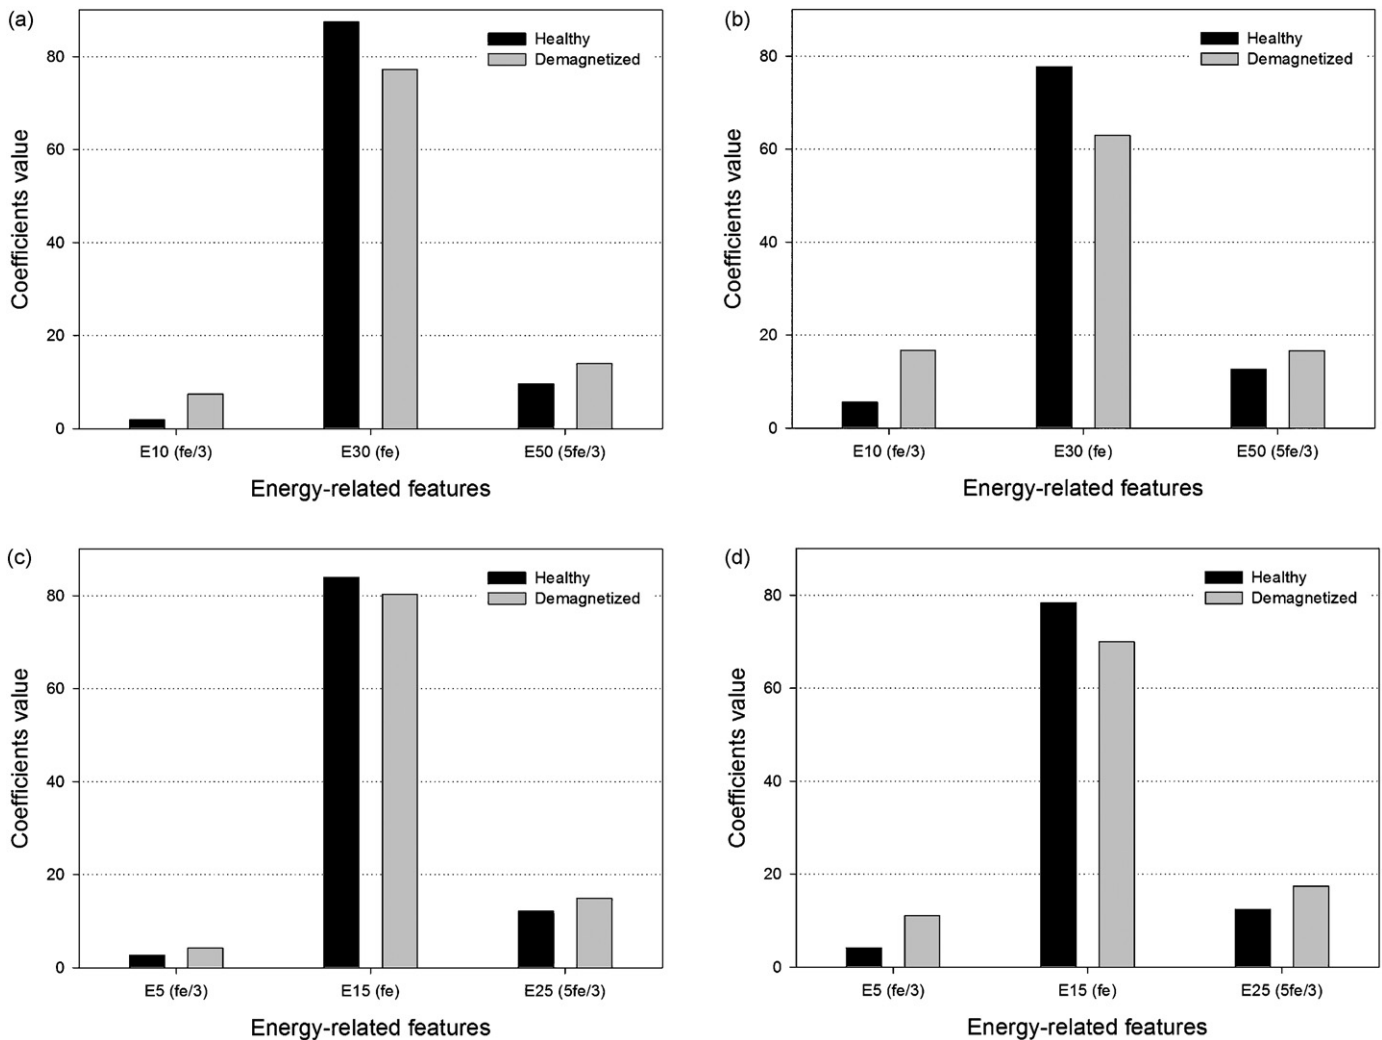 (a)
Healthy
Demagnetized
80
60
40
20
0
Coefficients value
E10 (fe/3) E30 (fe) E50 (5fe/3)
Energy-related features
(b)
Healthy
Demagnetized
80
60
40
20
0
Coefficients value
E10 (fe/3) E30 (fe) E50 (5fe/3)
Energy-related features
(c)
Healthy
Demagnetized
80
60
40
20
0
Coefficients value
E5 (fe/3) E15 (fe) E25 (5fe/3)
Energy-related features
(d)
Healthy
Demagnetized
80
60
40
20
0
Coefficients value
E5 (fe/3) E15 (fe) E25 (5fe/3)
Energy-related features